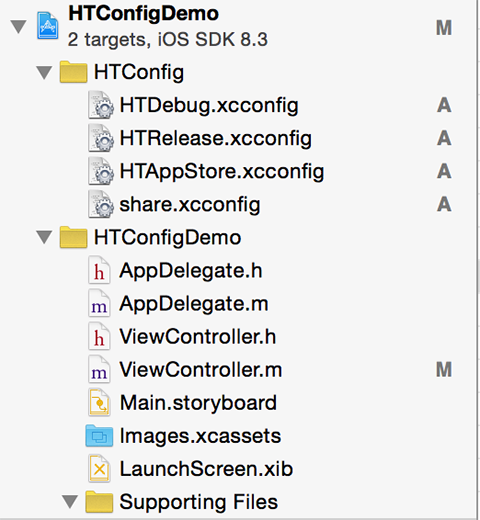 HTConfigDemo M
2 targets, iOS SDK 8.3
HTConfig
HTDebug.xcconfig A
HTRelease.xcconfig A
HTAppStore.xcconfig A
share.xcconfig A
HTConfigDemo
h AppDelegate.h
m AppDelegate.m
h ViewController.h
m ViewController.m M
Main.storyboard
Images.xcassets
LaunchScreen.xib
Supporting Files